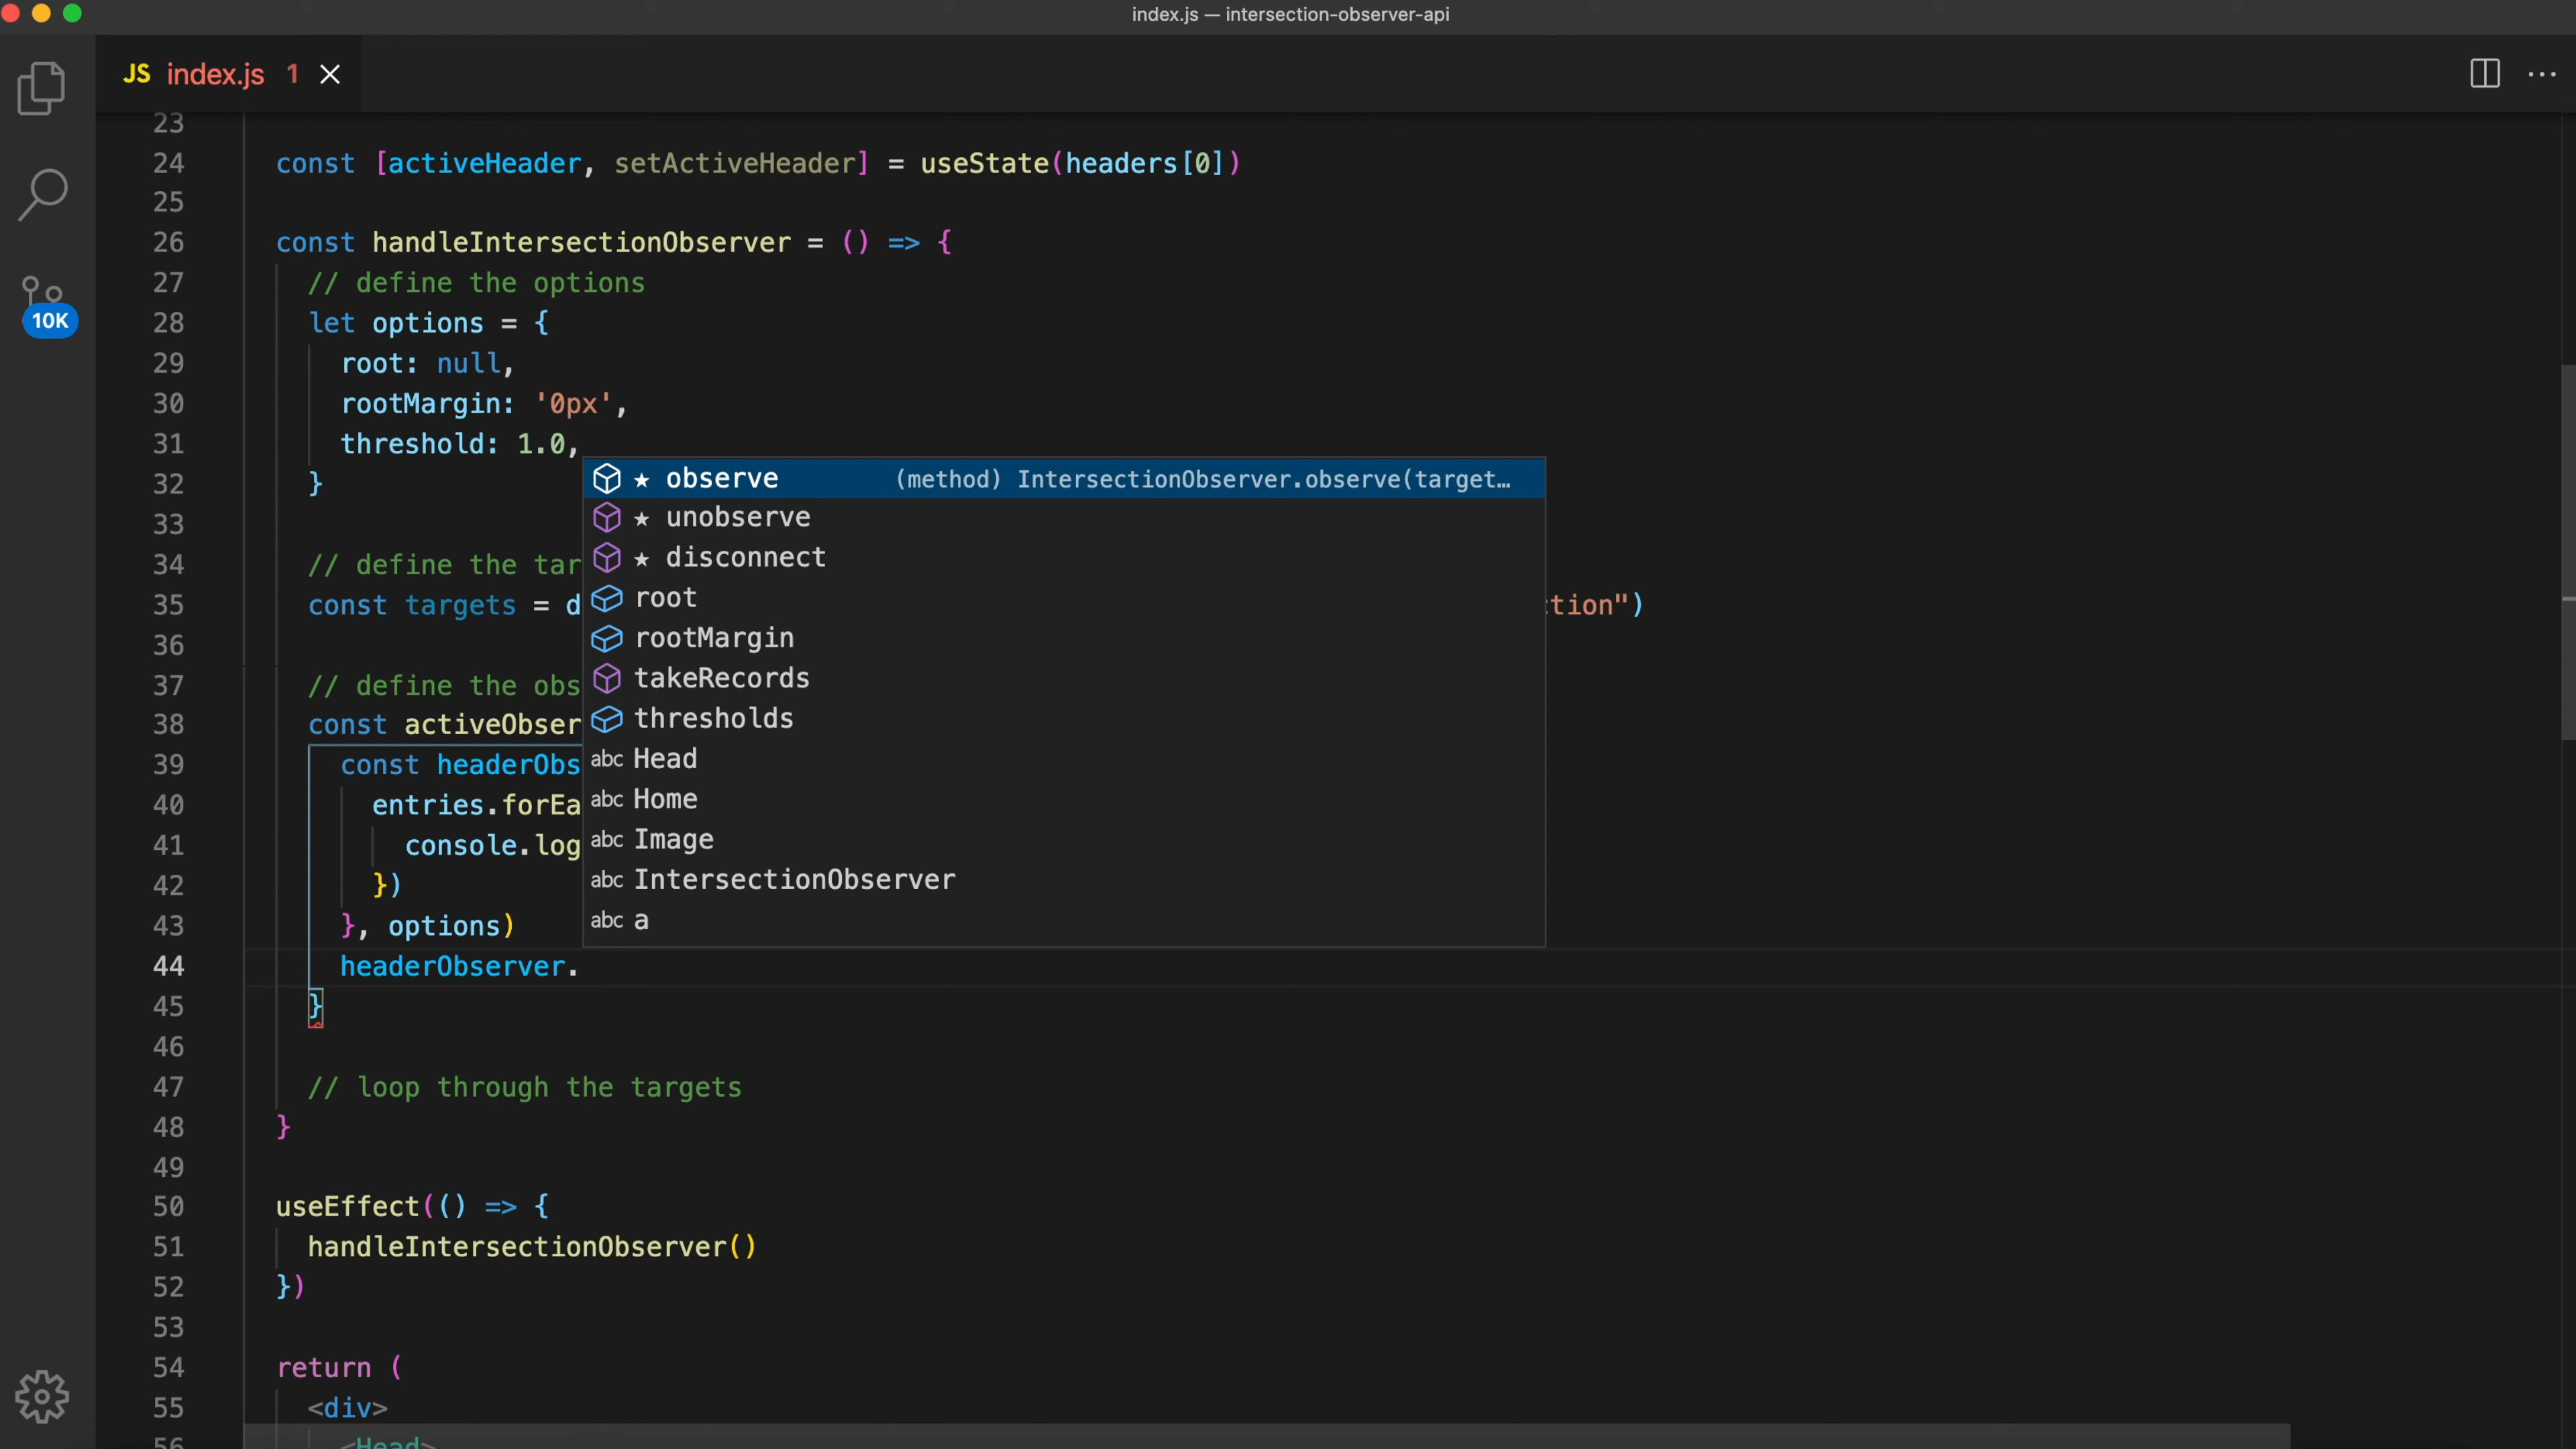 index.js — intersection-observer-api
JS index.js 1
23
24 const [activeHeader, setActiveHeader] = useState(headers[0])
25
26 const handleIntersectionObserver = () => {
27 // define the options
28 let options = {
10K
29 root: null,
30 rootMargin: '0px',
31 threshold: 1.0,
32 }
★ observe (method) IntersectionObserver.observe(target…
★ unobserve
★ disconnect
root
rootMargin
takeRecords
thresholds
abc Head
abc Home
abc Image
abc IntersectionObserver
abc a
33
34 // define the tar
35 const targets = d tion")
36
37 // define the obs
38 const activeObser
39 const headerObs
40 entries.forEa
41 console.log
42 })
43 }, options)
44 headerObserver.
45 }
46
47 // loop through the targets
48 }
49
50 useEffect(() => {
51 handleIntersectionObserver()
52 })
53
54 return (
55 <div>
56 <Head>